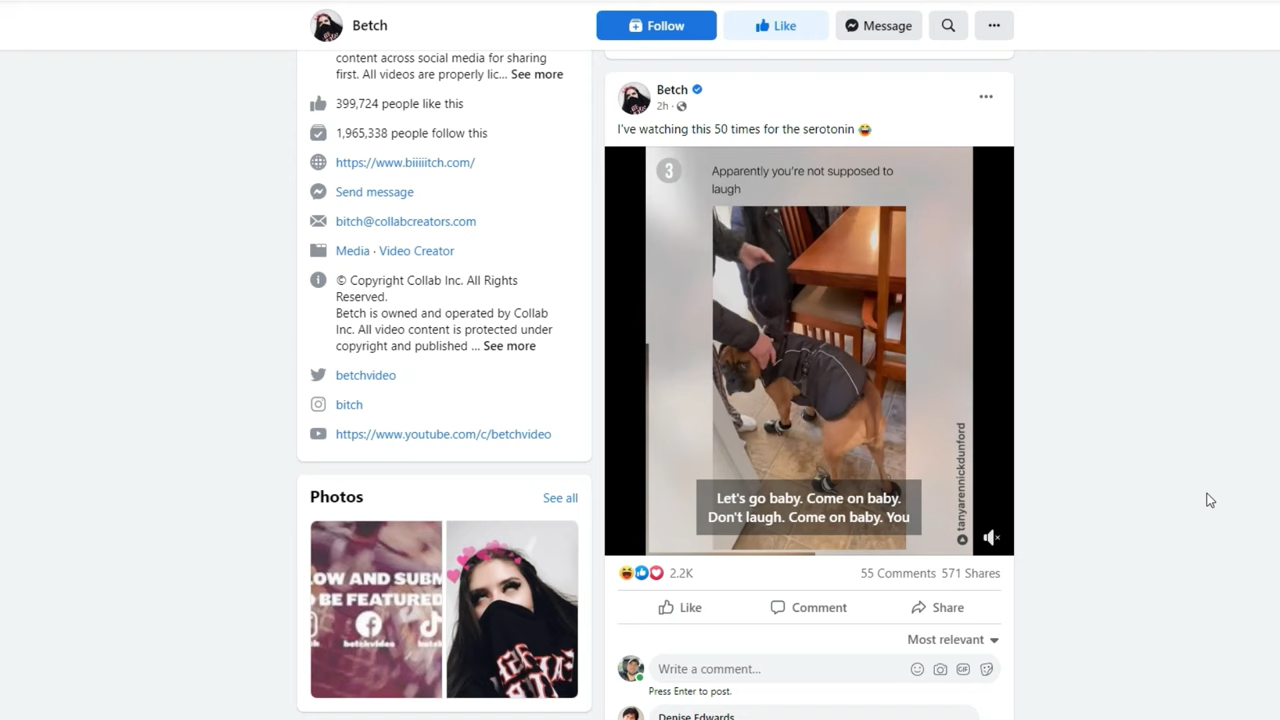 Betch
Follow
Like
Message
content across social media for sharing
first. All videos are properly lic... See more
399,724 people like this
1,965,338 people follow this
https://www.biiiiitch.com/
Send message
bitch@collabcreators.com
Media · Video Creator
© Copyright Collab Inc. All Rights
Reserved.
Betch is owned and operated by Collab
Inc. All video content is protected under
copyright and published ... See more
betchvideo
bitch
https://www.youtube.com/c/betchvideo
Photos
See all
LOW AND SUBM
BE FEATURED
betchvideo
Betch
2h ·
I've watching this 50 times for the serotonin 😂
3
Apparently you're not supposed to
laugh
Let's go baby. Come on baby.
Don't laugh. Come on baby. You
tanyarennickdunford
2.2K
55 Comments 571 Shares
Like
Comment
Share
Most relevant
Write a comment...
GIF
Press Enter to post.
Denise Edwards